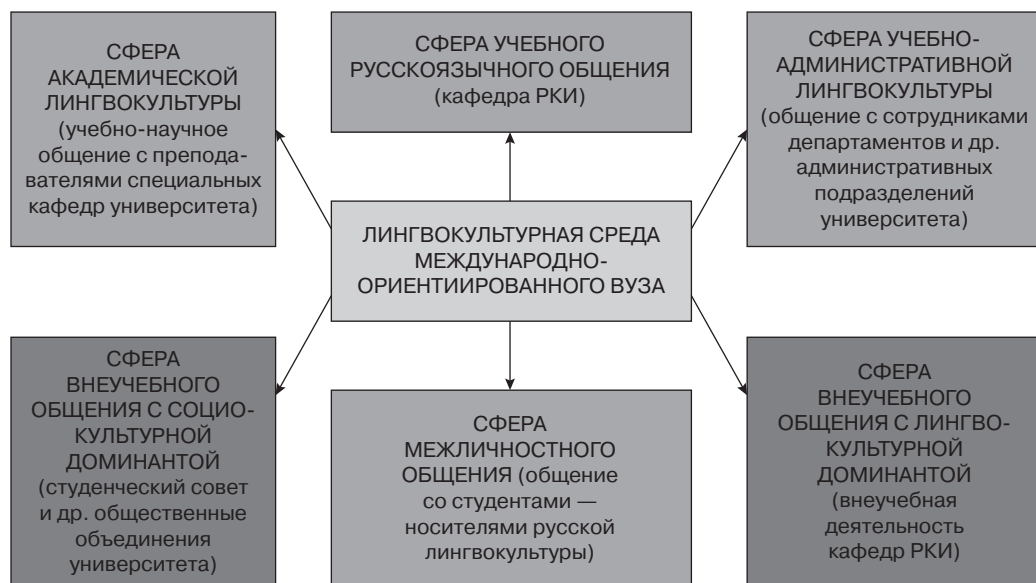 СФЕРА
АКАДЕМИЧЕСКОЙ
ЛИНГВОКУЛЬТУРЫ
(учебно-научное
общение с препода-
вателями специальных
кафедр университета)
СФЕРА УЧЕБНОГО
РУССКОЯЗЫЧНОГО ОБЩЕНИЯ
(кафедра РКИ)
СФЕРА УЧЕБНО-
АДМИНИСТРАТИВНОЙ
ЛИНГВОКУЛЬТУРЫ
(общение с сотрудниками
департаментов и др.
административных
подразделений
университета)
ЛИНГВОКУЛЬТУРНАЯ СРЕДА
МЕЖДУНАРОДНО-
ОРИЕНТИИРОВАННОГО ВУЗА
СФЕРА
ВНЕУЧЕБНОГО
ОБЩЕНИЯ С СОЦИО-
КУЛЬТУРНОЙ
ДОМИНАНТОЙ
(студенческий совет
и др. общественные
объединения
университета)
СФЕРА
МЕЖЛИЧНОСТНОГО
ОБЩЕНИЯ (общение
со студентами —
носителями русской
лингвокультуры)
СФЕРА
ВНЕУЧЕБНОГО
ОБЩЕНИЯ С ЛИНГВО-
КУЛЬТУРНОЙ
ДОМИНАНТОЙ
(внеучебная
деятельность
кафедр РКИ)